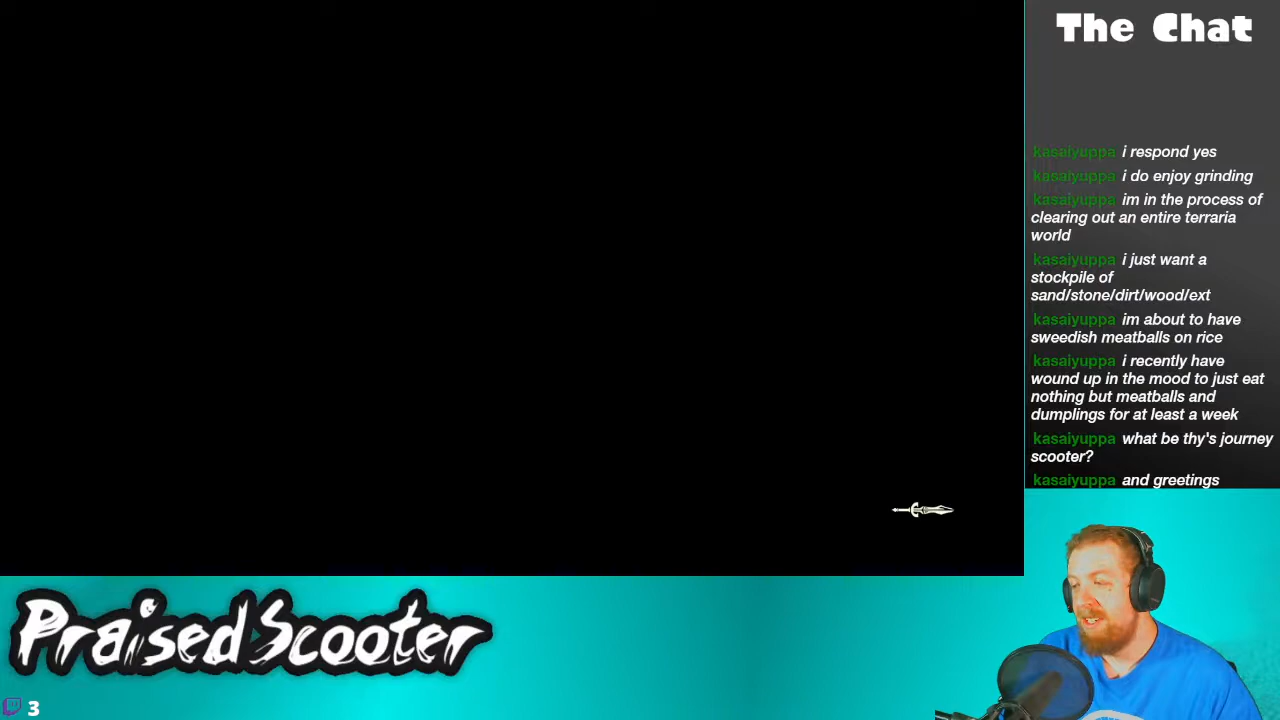 The Chat
kasaiyuppa i respond yes
kasaiyuppa i do enjoy grinding
kasaiyuppa im in the process of
clearing out an entire terraria
world
kasaiyuppa i just want a
stockpile of
sand/stone/dirt/wood/ext
kasaiyuppa im about to have
sweedish meatballs on rice
kasaiyuppa i recently have
wound up in the mood to just eat
nothing but meatballs and
dumplings for at least a week
kasaiyuppa what be thy's journey
scooter?
kasaiyuppa and greetings
PraisedScooter
3